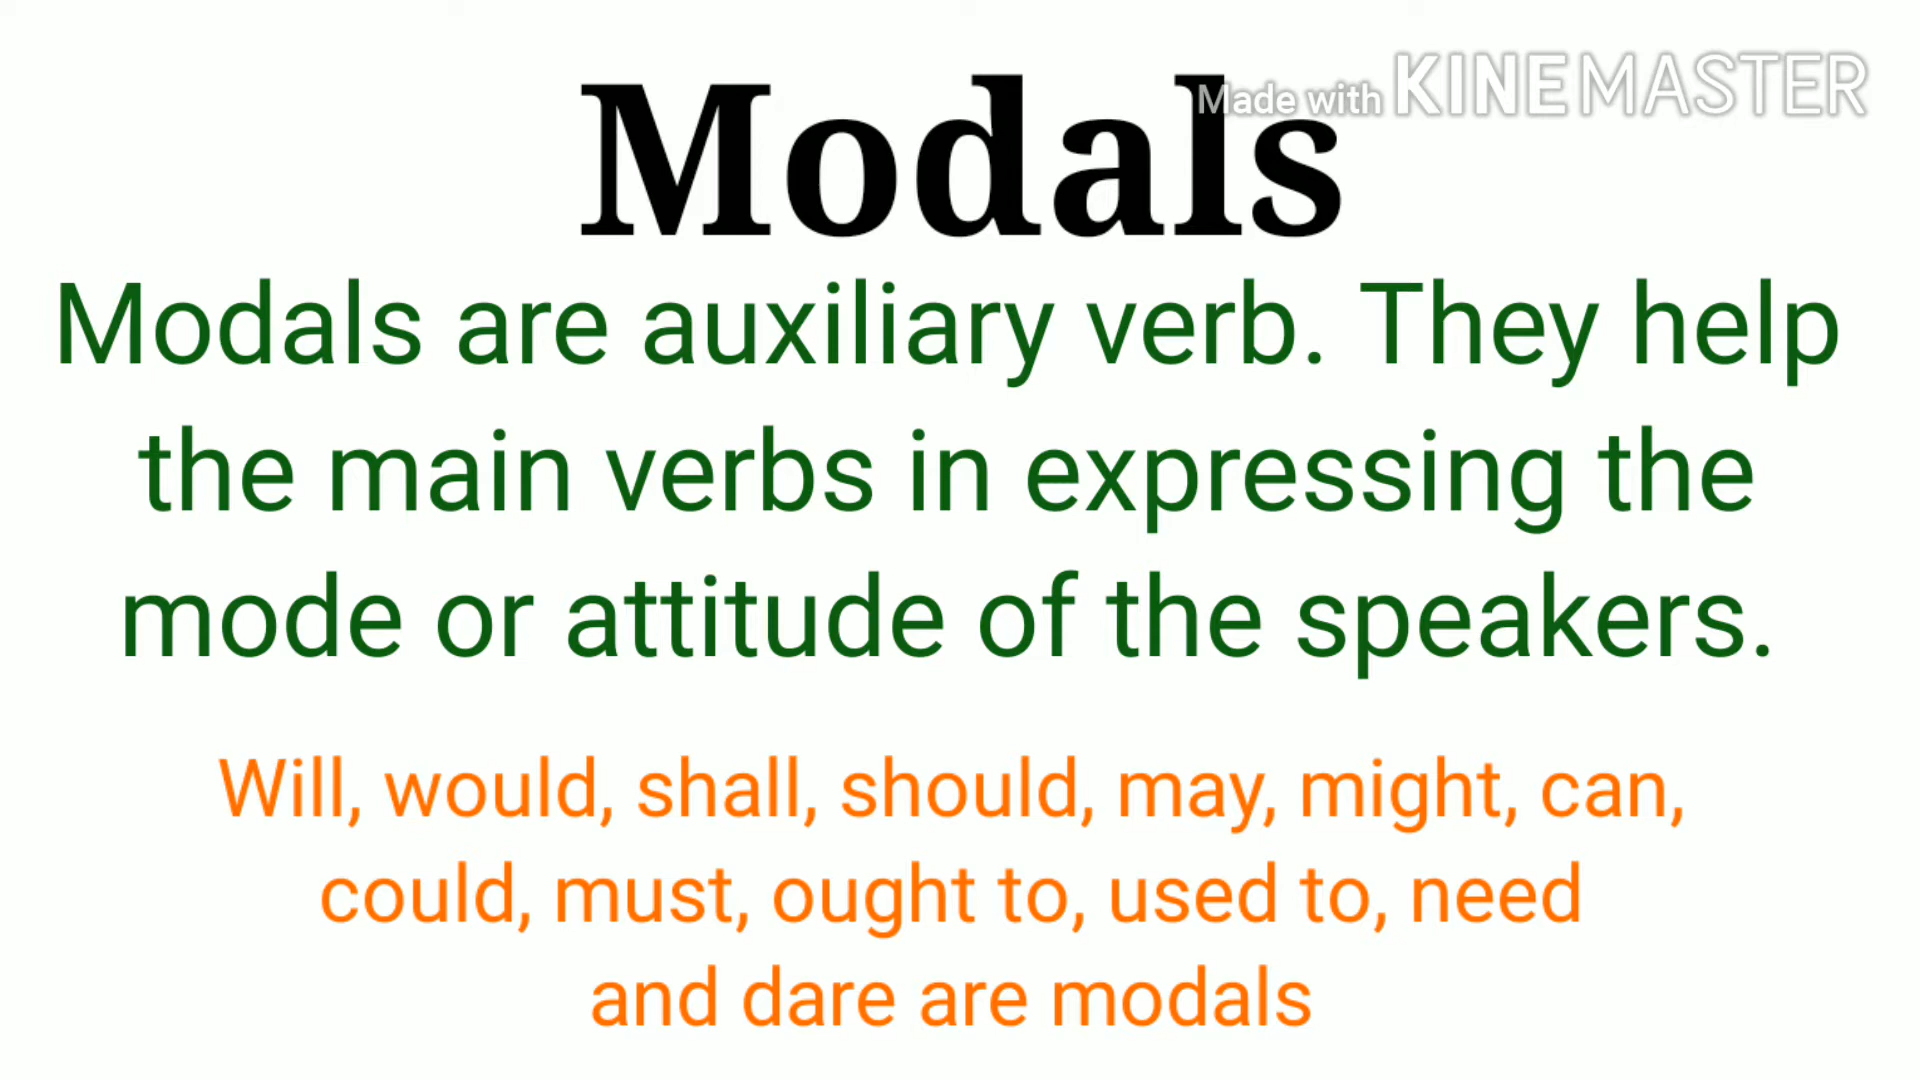 Made with KINEMASTER
Modals
Modals are auxiliary verb. They help
the main verbs in expressing the
mode or attitude of the speakers.
Will, would, shall, should, may, might, can,
could, must, ought to, used to, need
and dare are modals